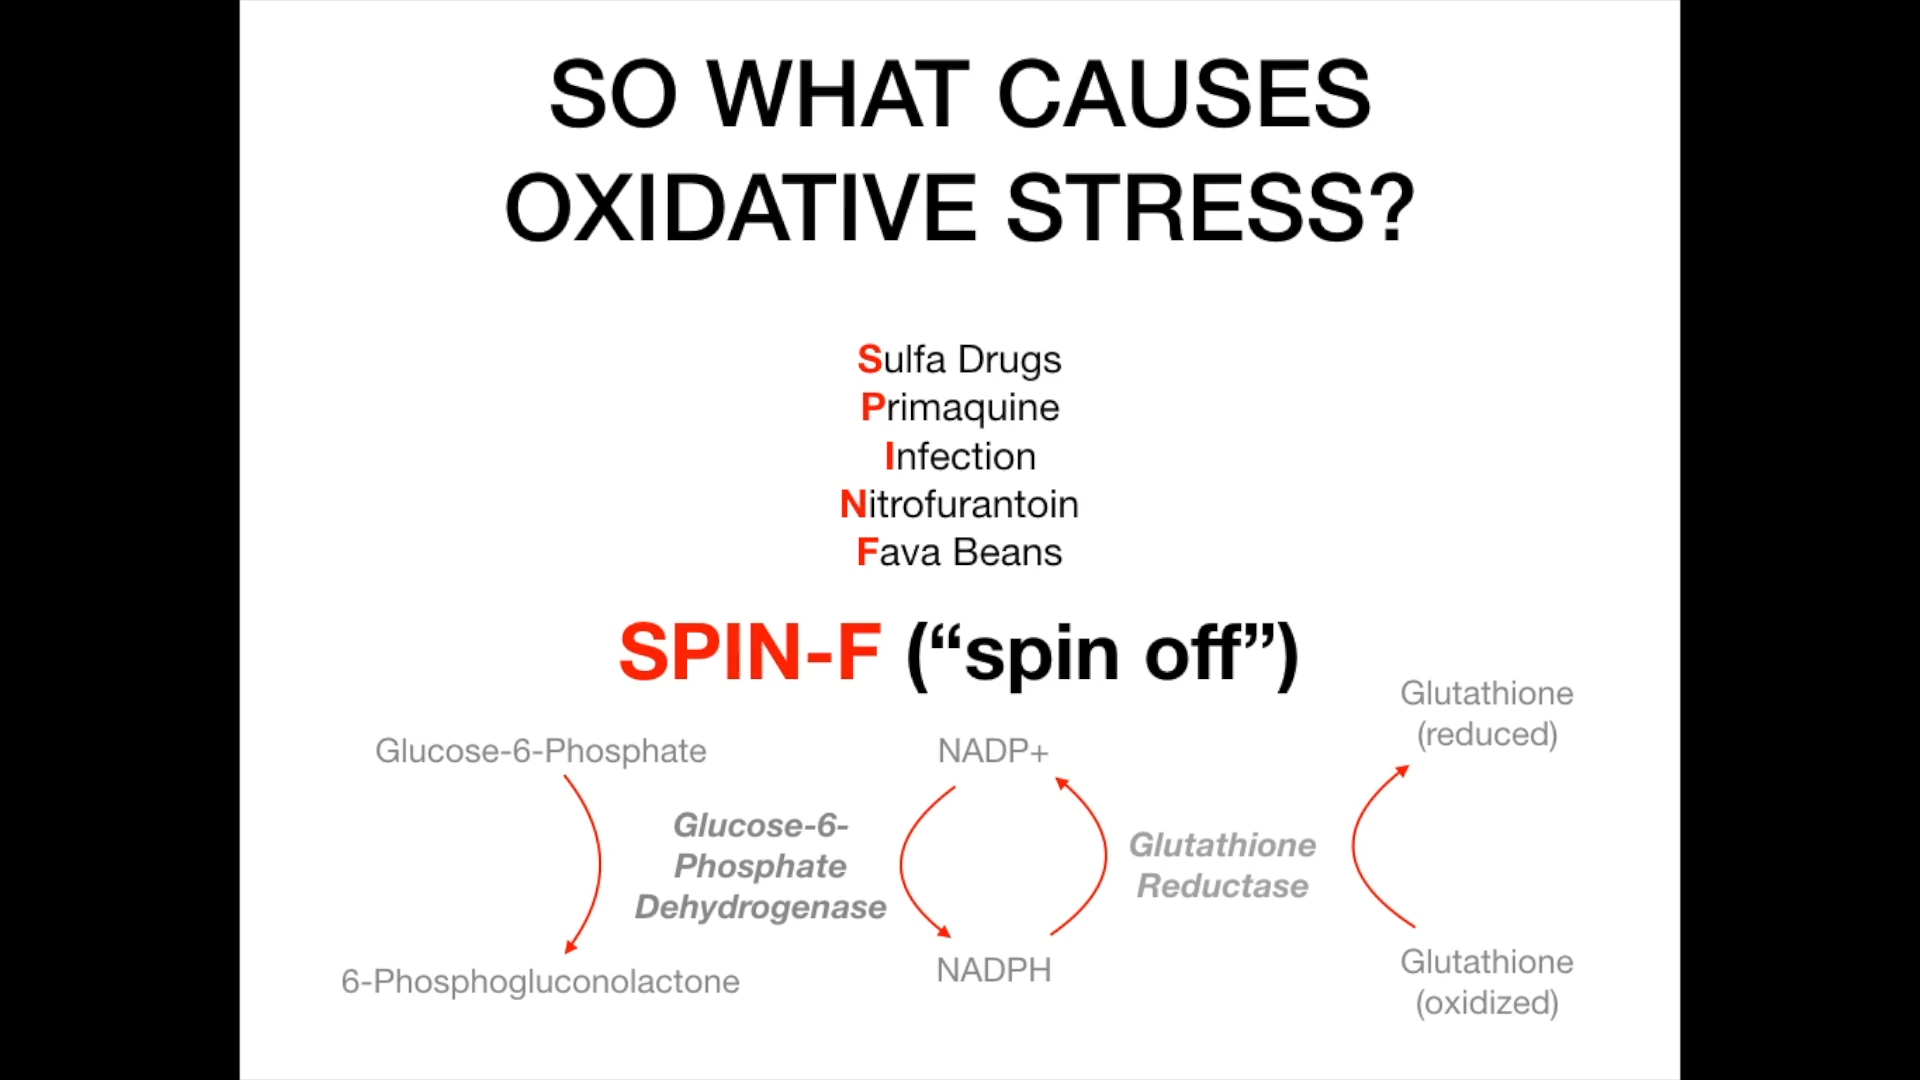 SO WHAT CAUSES
OXIDATIVE STRESS?
Sulfa Drugs
Primaquine
Infection
Nitrofurantoin
Fava Beans
SPIN-F (“spin off”)
Glucose-6-Phosphate
Glucose-6-
Phosphate
Dehydrogenase
6-Phosphogluconolactone
NADP+
NADPH
Glutathione
Reductase
Glutathione
(reduced)
Glutathione
(oxidized)